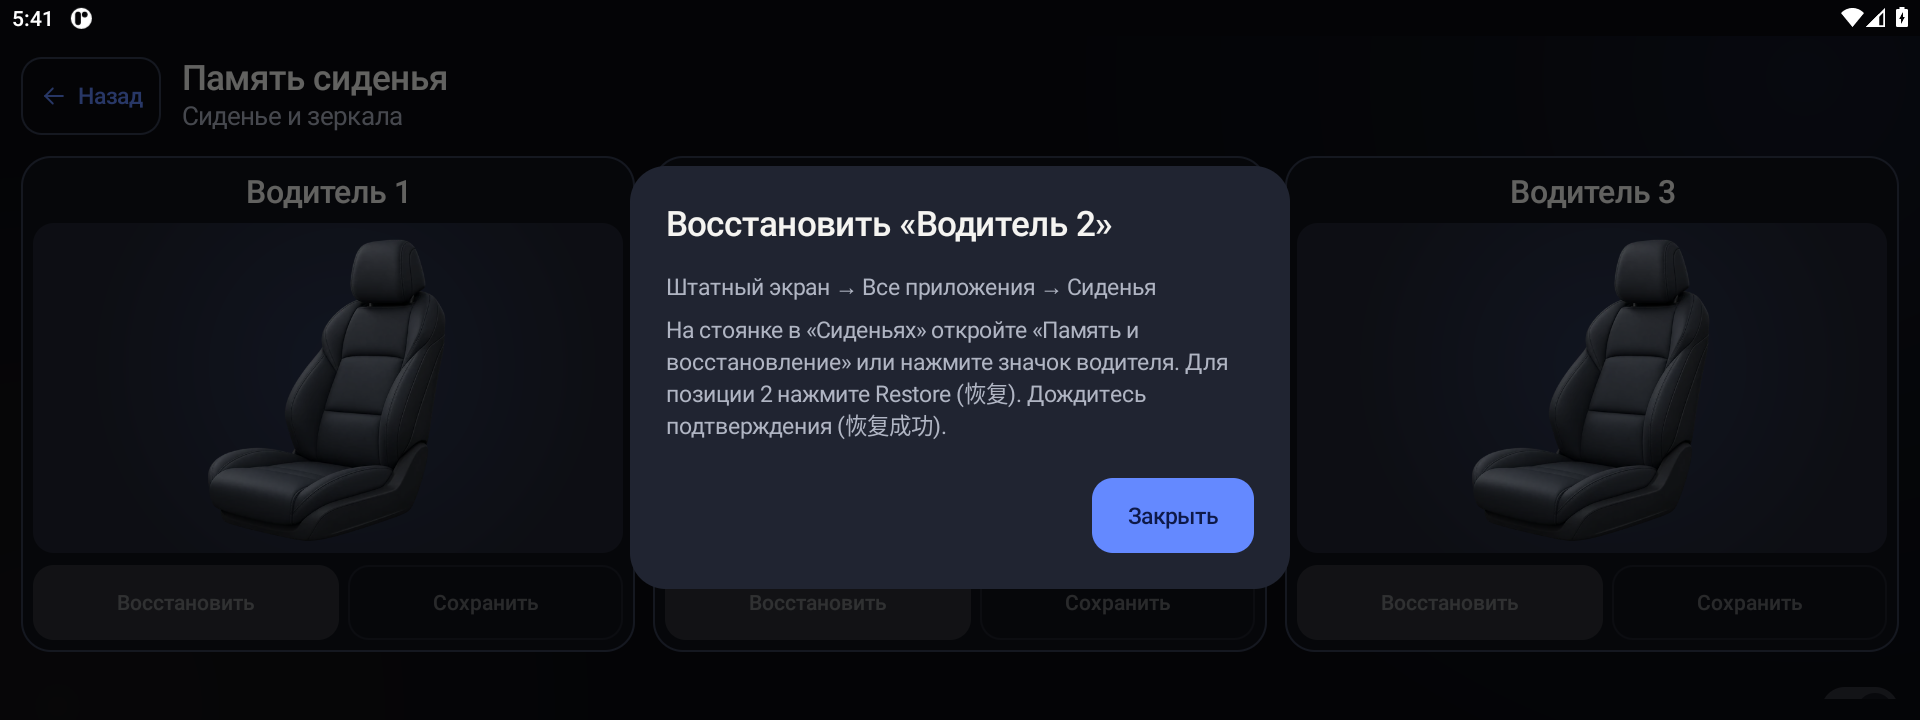 5:41
Назад
Память сиденья
Сиденье и зеркала
Водитель 1
Водитель 3
Восстановить «Водитель 2»
Штатный экран → Все приложения → Сиденья
На стоянке в «Сиденьях» откройте «Память и
восстановление» или нажмите значок водителя. Для
позиции 2 нажмите Restore (恢复). Дождитесь
подтверждения (恢复成功).
Закрыть
Восстановить
Сохранить
Восстановить
Сохранить
Восстановить
Сохранить